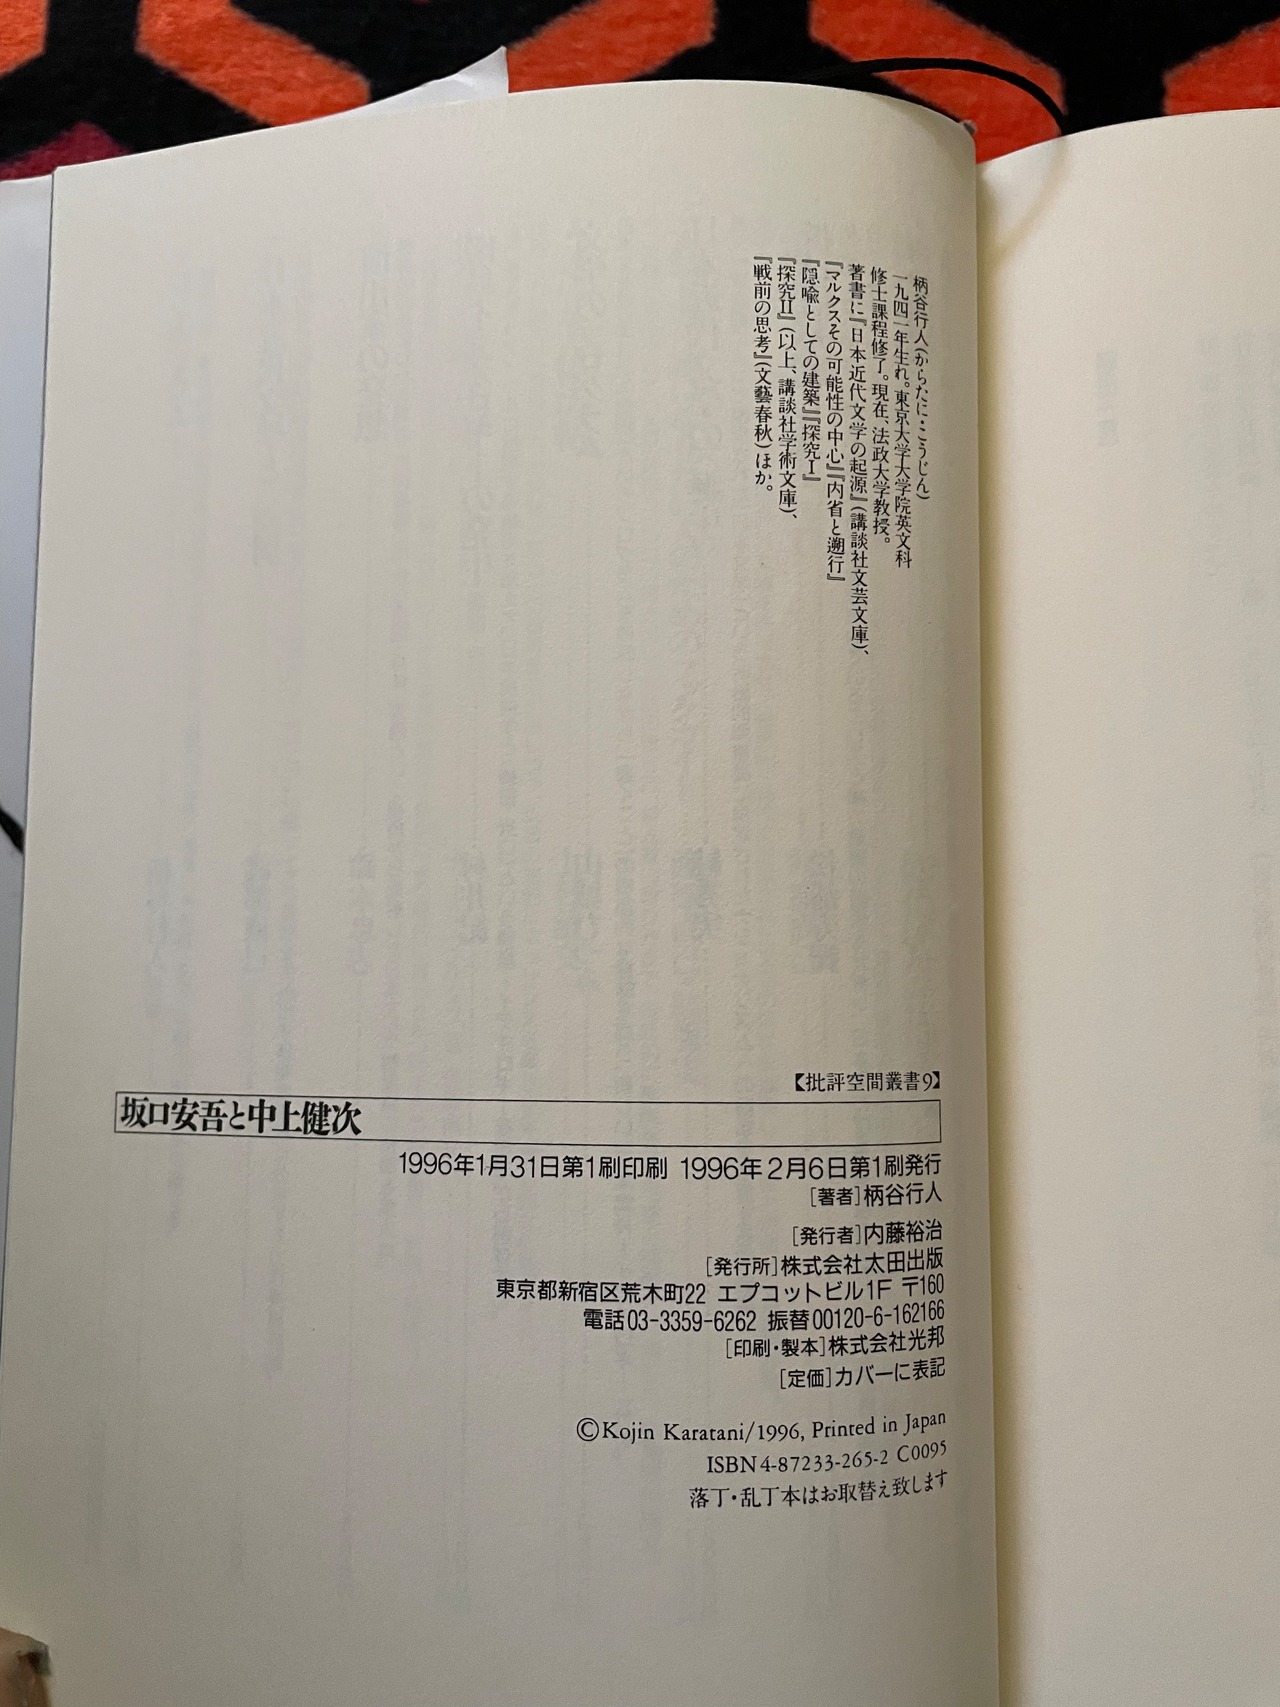 柄谷行人(からたに・こうじん)
一九四一年生れ。東京大学大学院英文科
修士課程修了。現在、法政大学教授。
著書に『日本近代文学の起源』(講談社文芸文庫)、
『マルクスその可能性の中心』『内省と遡行』
『隠喩としての建築』『探究Ⅰ』
『探究Ⅱ』(以上、講談社学術文庫)、
『戦前の思考』(文藝春秋)ほか。
【批評空間叢書9】
坂口安吾と中上健次
1996年1月31日第1刷印刷 1996年2月6日第1刷発行
[著者]柄谷行人
[発行者]内藤裕治
[発行所]株式会社太田出版
東京都新宿区荒木町22 エプコットビル1F 〒160
電話03-3359-6262 振替00120-6-162166
[印刷・製本]株式会社光邦
[定価]カバーに表記
©Kojin Karatani/1996, Printed in Japan
ISBN4-87233-265-2 C0095
落丁・乱丁本はお取替え致します